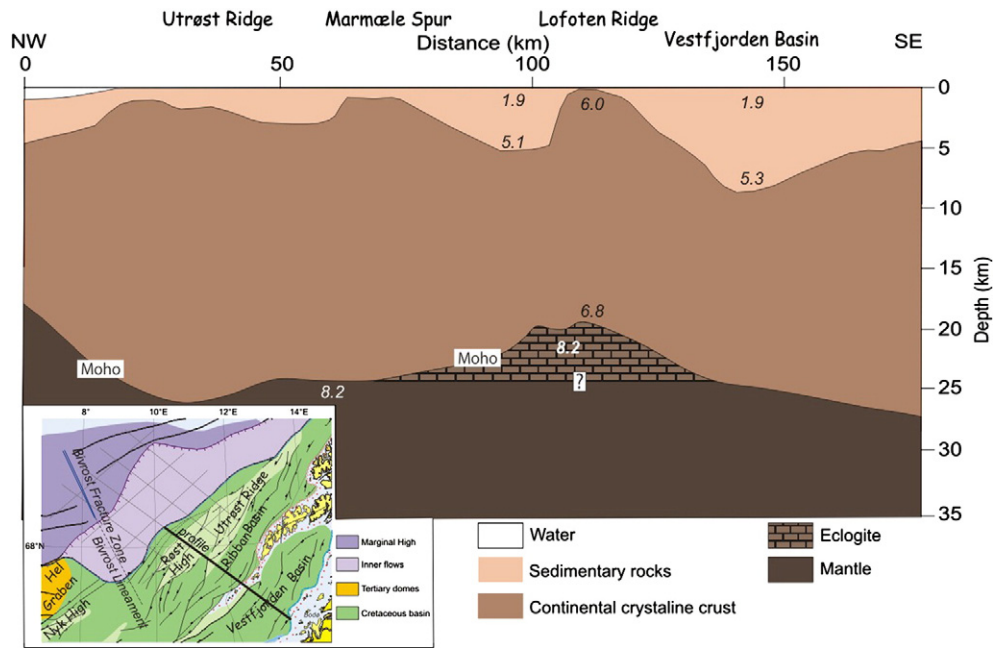 Utrøst Ridge Marmæle Spur Lofoten Ridge
NW Distance (km) Vestfjorden Basin SE
0 50 100 150
0
1.9 6.0 1.9
5.1
5
5.3
10
15
Depth (km)
6.8
20
8.2
Moho Moho
?
25
8.2
30
35
8° 10°E 12°E 14°E
Bivrost Fracture Zone
Bivrost Lineament
68°N
profile
Utrøst Ridge
Røst High
Ribban Basin
Vestfjorden Basin
Hel Graben
Nyk High
Marginal High
Inner flows
Tertiary domes
Cretaceous basin
Water
Sedimentary rocks
Continental crystaline crust
Eclogite
Mantle